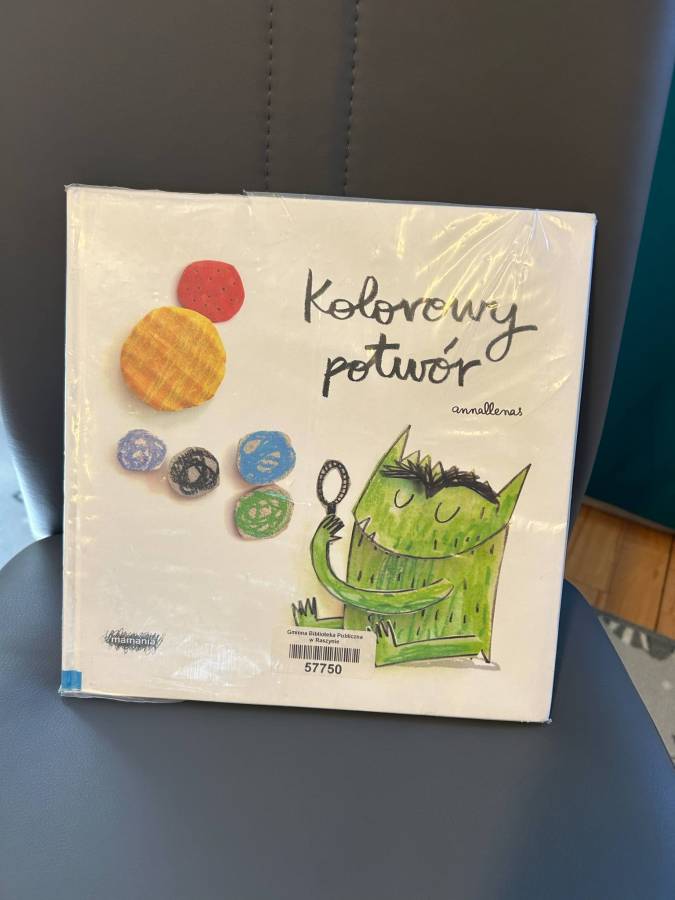 Kolorowy
potwór
annallenas
mamania
Gminna Biblioteka Publiczna
w Raszynie
57750